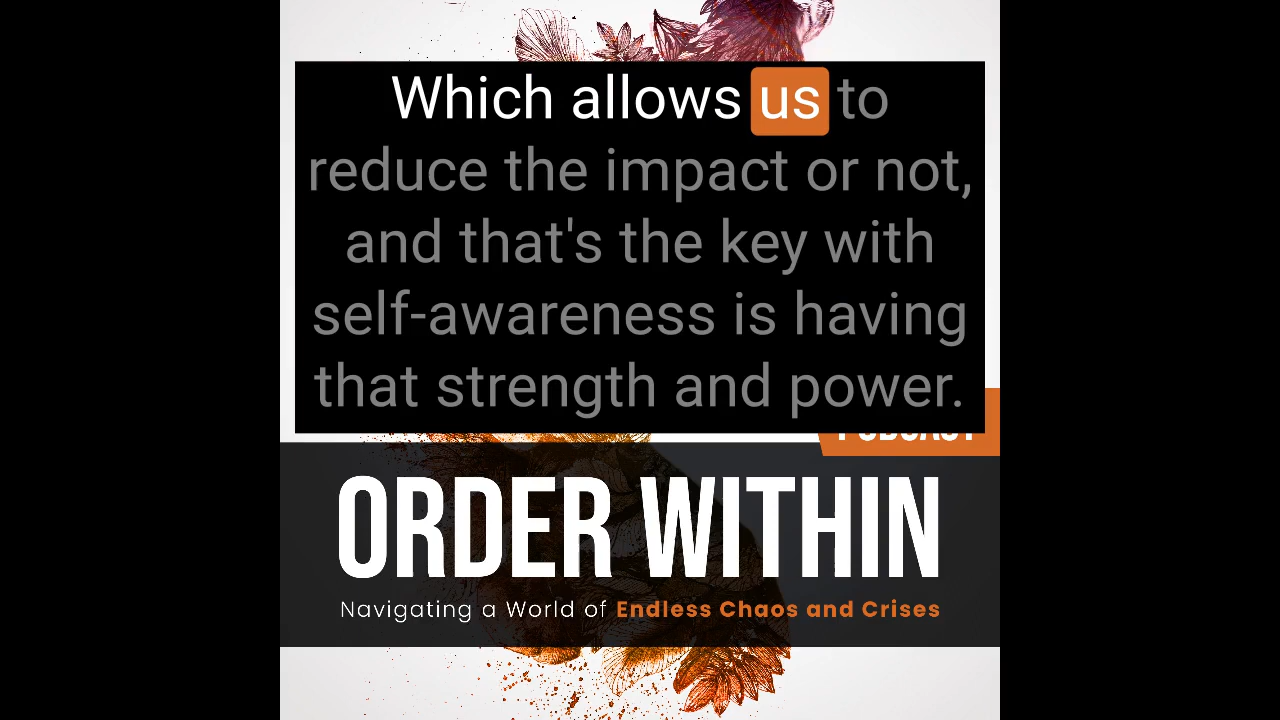 Which allows us to
reduce the impact or not,
and that's the key with
self-awareness is having
that strength and power.
PODCAST
ORDER WITHIN
Navigating a World of Endless Chaos and Crises